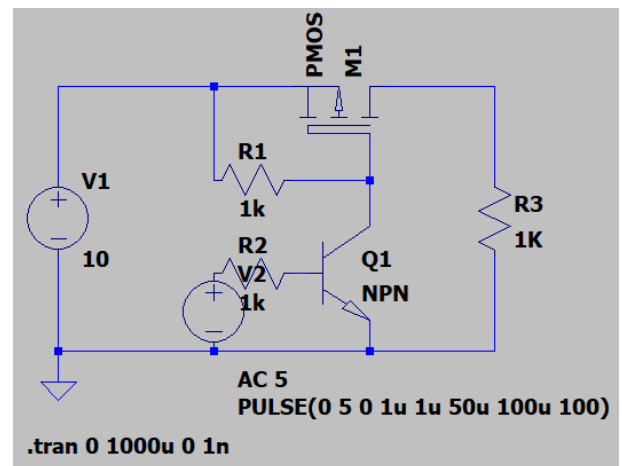 PMOS
M1
R1
1k
V1
10
R2
V2
1k
Q1
NPN
R3
1K
AC 5
PULSE(0 5 0 1u 1u 50u 100u 100)
.tran 0 1000u 0 1n